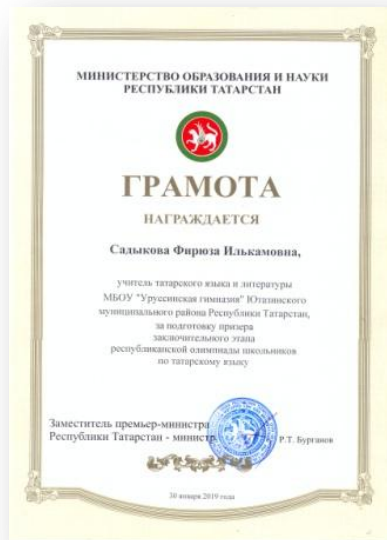 МИНИСТЕРСТВО ОБРАЗОВАНИЯ И НАУКИ
РЕСПУБЛИКИ ТАТАРСТАН
ГРАМОТА
НАГРАЖДАЕТСЯ
Садыкова Фирюза Илькамовна,
учитель татарского языка и литературы
МБОУ "Уруссинская гимназия" Ютазинского
муниципального района Республики Татарстан,
за подготовку призера
заключительного этапа
республиканской олимпиады школьников
по татарскому языку
Заместитель премьер-министра
Республики Татарстан - министр
Р.Т. Бурганов
30 января 2019 года